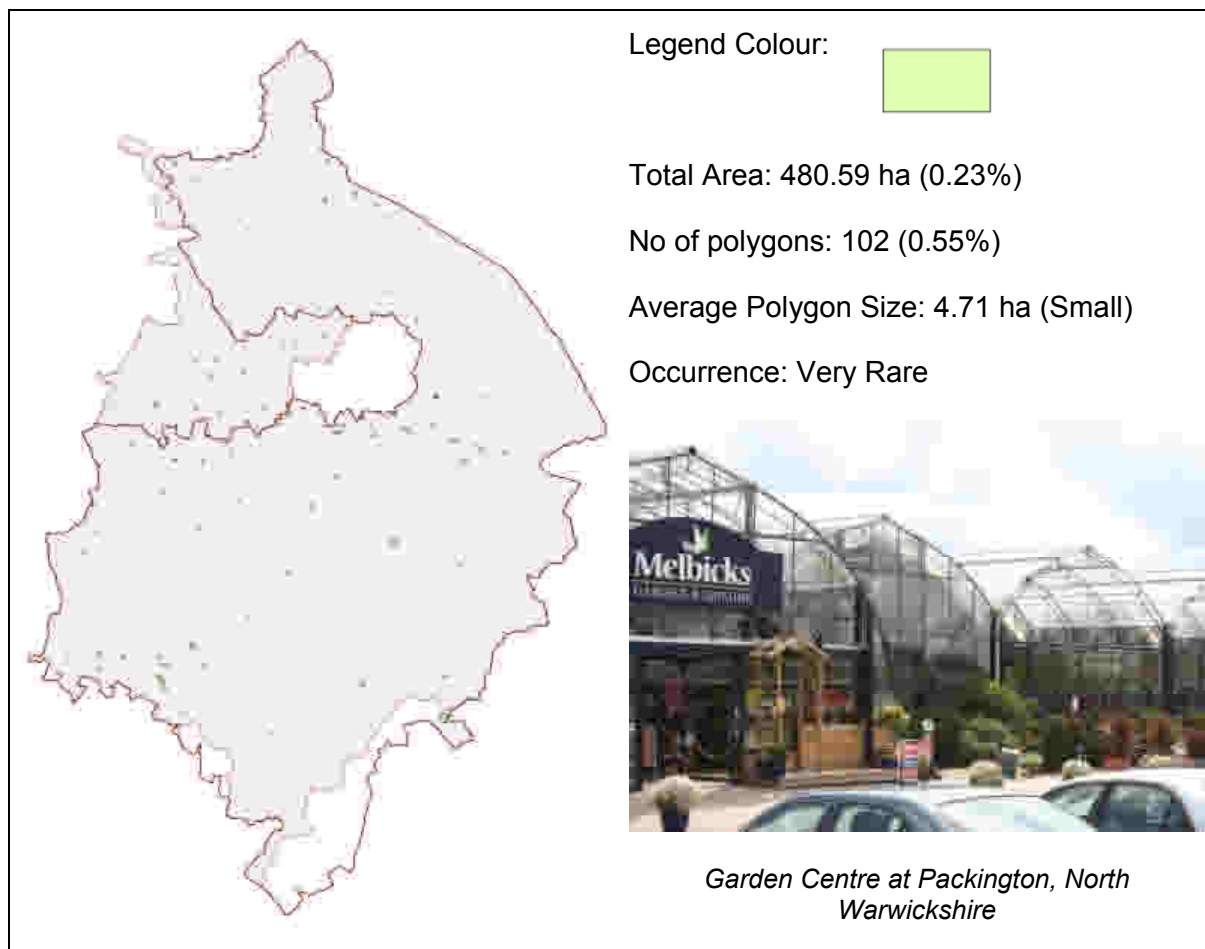 Legend Colour:
Total Area: 480.59 ha (0.23%)
No of polygons: 102 (0.55%)
Average Polygon Size: 4.71 ha (Small)
Occurrence: Very Rare
Melbicks
Garden Centre at Packington, North
Warwickshire